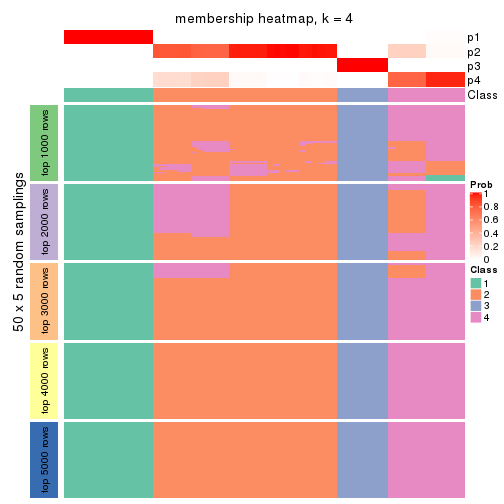 membership heatmap, k = 4
p1
p2
p3
p4
Class
50 x 5 random samplings
top 1000 rows
top 2000 rows
top 3000 rows
top 4000 rows
top 5000 rows
Prob
1
0.8
0.6
0.4
0.2
0
Class
1
2
3
4